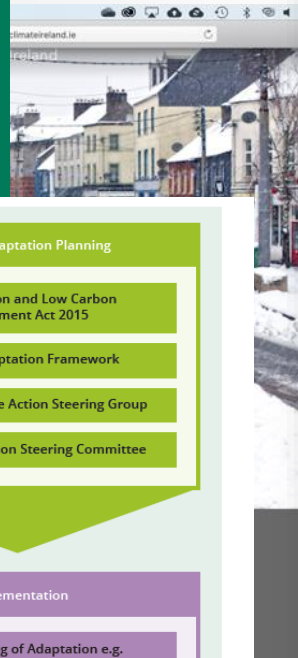 climateireland.ie
ireland
aptation Planning
on and Low Carbon
ment Act 2015
ptation Framework
e Action Steering Group
on Steering Committee
ementation
g of Adaptation e.g.